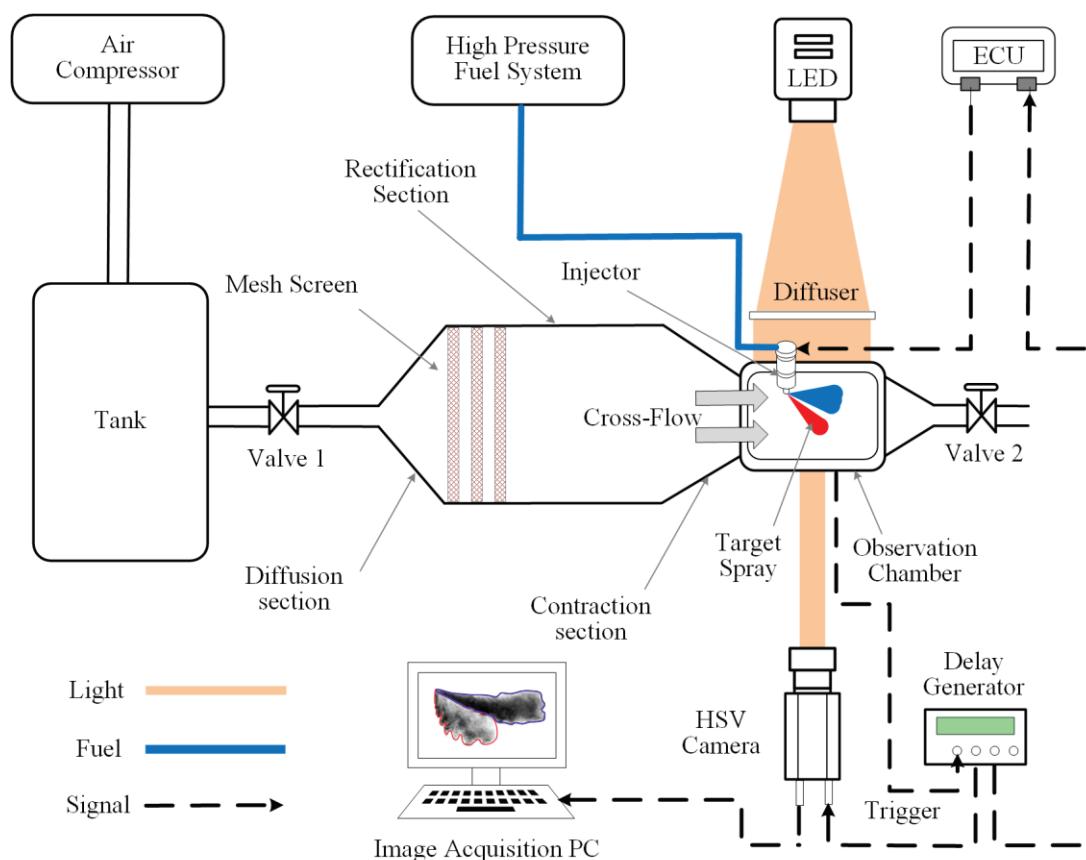 Air
Compressor
High Pressure
Fuel System
LED
ECU
Rectification
Section
Mesh Screen
Injector
Diffuser
Tank
Valve 1
Cross-Flow
Valve 2
Diffusion
section
Contraction
section
Target
Spray
Observation
Chamber
Light
Fuel
Signal
HSV
Camera
Delay
Generator
Trigger
Image Acquisition PC